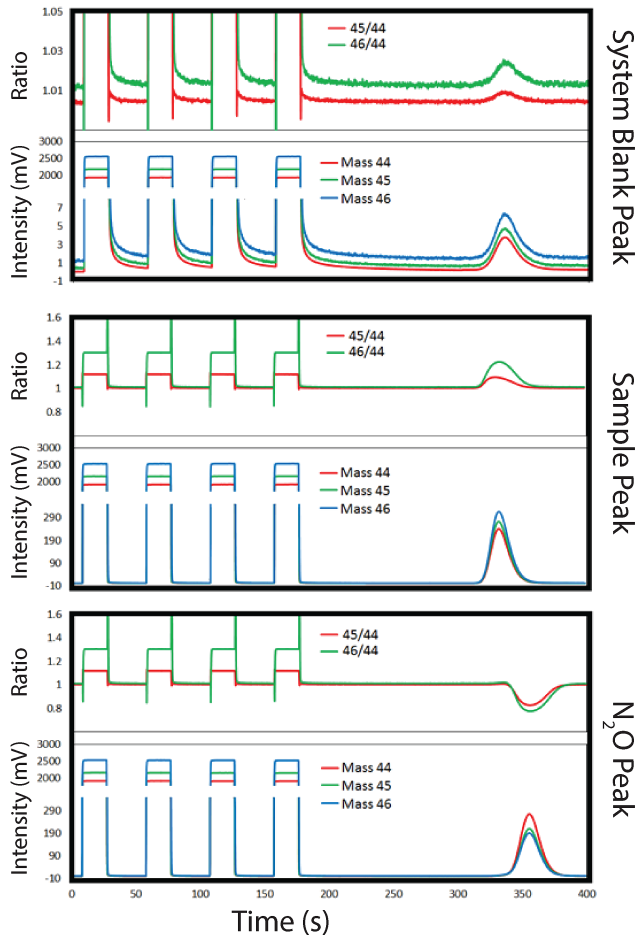 System Blank Peak
Ratio
1.05
1.03
1.01
45/44
46/44
Intensity (mV)
3000
2000
7
5
3
1
-1
Mass 44
Mass 45
Mass 46
Sample Peak
Ratio
1.6
1.4
1.2
1
0.8
45/44
46/44
Intensity (mV)
3000
2500
2000
290
190
90
-10
Mass 44
Mass 45
Mass 46
N2O Peak
Ratio
1.6
1.4
1.2
1
0.8
45/44
46/44
Intensity (mV)
3000
2500
2000
290
190
90
-10
Mass 44
Mass 45
Mass 46
0 50 100 150 200 250 300 350 400
Time (s)